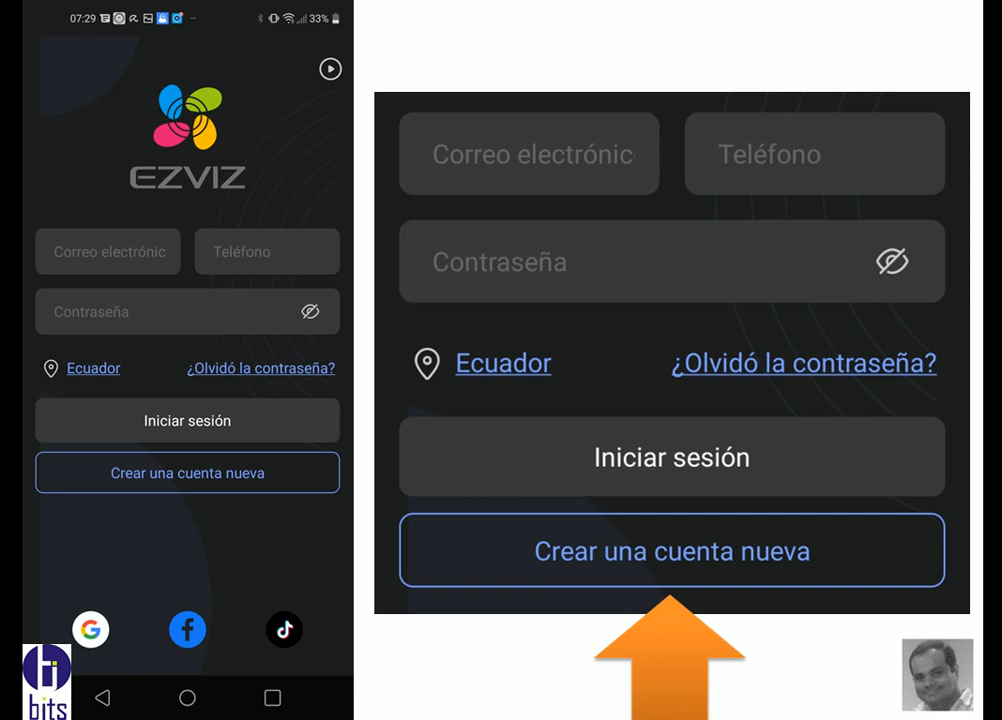 07:29
33%
EZVIZ
Correo electrónic
Teléfono
Contraseña
Ecuador
¿Olvidó la contraseña?
Iniciar sesión
Crear una cuenta nueva
bits
Correo electrónic
Teléfono
Contraseña
Ecuador
¿Olvidó la contraseña?
Iniciar sesión
Crear una cuenta nueva